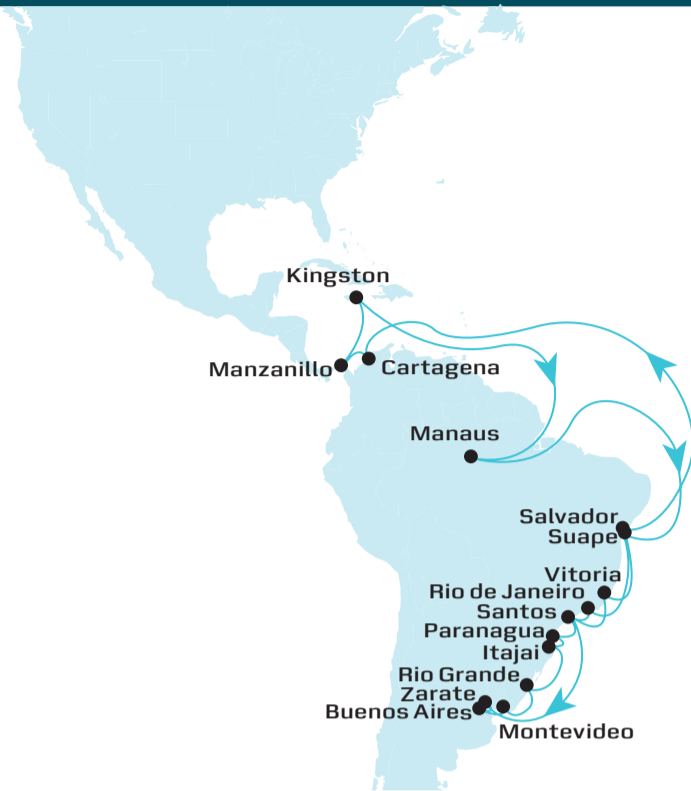 Kingston
Manzanillo
Cartagena
Manaus
Salvador
Suape
Vitoria
Rio de Janeiro
Santos
Paranagua
Itajai
Rio Grande
Zarate
Buenos Aires
Montevideo